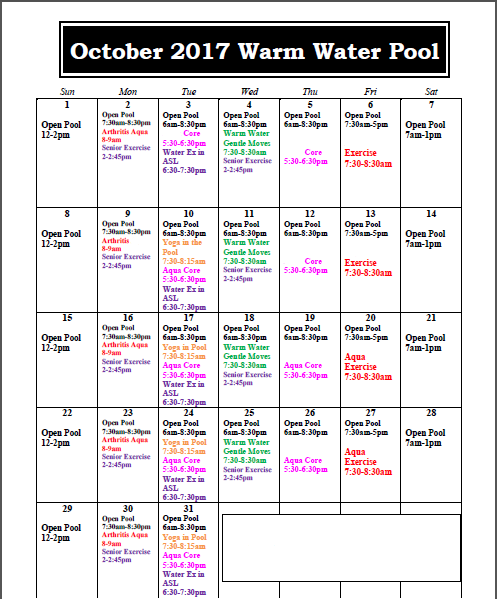 October 2017 Warm Water Pool
Sun Mon Tue Wed Thu Fri Sat
1
Open Pool
12-2pm
2
Open Pool
7:30am-8:30pm
Arthritis Aqua
8-9am
Senior Exercise
2-2:45pm
3
Open Pool
6am-8:30pm
Core
5:30-6:30pm
Water Ex in
ASL
6:30-7:30pm
4
Open Pool
6am-8:30pm
Warm Water
Gentle Moves
7:30-8:30am
Senior Exercise
2-2:45pm
5
Open Pool
6am-8:30pm
Core
5:30-6:30pm
6
Open Pool
7:30am-5pm
Exercise
7:30-8:30am
7
Open Pool
7am-1pm
8
Open Pool
12-2pm
9
Open Pool
7:30am-8:30pm
Arthritis
8-9am
Senior Exercise
2-2:45pm
10
Open Pool
6am-8:30pm
Yoga in the
Pool
7:30-8:15am
Aqua Core
5:30-6:30pm
Water Ex in
ASL
6:30-7:30pm
11
Open Pool
6am-8:30pm
Warm Water
Gentle Moves
7:30-8:30am
Senior Exercise
2-2:45pm
12
Open Pool
6am-8:30pm
Core
5:30-6:30pm
13
Open Pool
7:30am-5pm
Exercise
7:30-8:30am
14
Open Pool
7am-1pm
15
Open Pool
12-2pm
16
Open Pool
7:30am-8:30pm
Arthritis Aqua
8-9am
Senior Exercise
2-2:45pm
17
Open Pool
6am-8:30pm
Yoga in Pool
7:30-8:15am
Aqua Core
5:30-6:30pm
Water Ex in
ASL
6:30-7:30pm
18
Open Pool
6am-8:30pm
Warm Water
Gentle Moves
7:30-8:30am
Senior Exercise
2-2:45pm
19
Open Pool
6am-8:30pm
Aqua Core
5:30-6:30pm
20
Open Pool
7:30am-5pm
Aqua
Exercise
7:30-8:30am
21
Open Pool
7am-1pm
22
Open Pool
12-2pm
23
Open Pool
7:30am-8:30pm
Arthritis Aqua
8-9am
Senior Exercise
2-2:45pm
24
Open Pool
6am-8:30pm
Yoga in Pool
7:30-8:15am
Aqua Core
5:30-6:30pm
Water Ex in
ASL
6:30-7:30pm
25
Open Pool
6am-8:30pm
Warm Water
Gentle Moves
7:30-8:30am
Senior Exercise
2-2:45pm
26
Open Pool
6am-8:30pm
Aqua Core
5:30-6:30pm
27
Open Pool
7:30am-5pm
Aqua
Exercise
7:30-8:30am
28
Open Pool
7am-1pm
29
Open Pool
12-2pm
30
Open Pool
7:30am-8:30pm
Arthritis Aqua
8-9am
Senior Exercise
2-2:45pm
31
Open Pool
6am-8:30pm
Yoga in Pool
7:30-8:15am
Aqua Core
5:30-6:30pm
Water Ex in
ASL
6:30-7:30pm